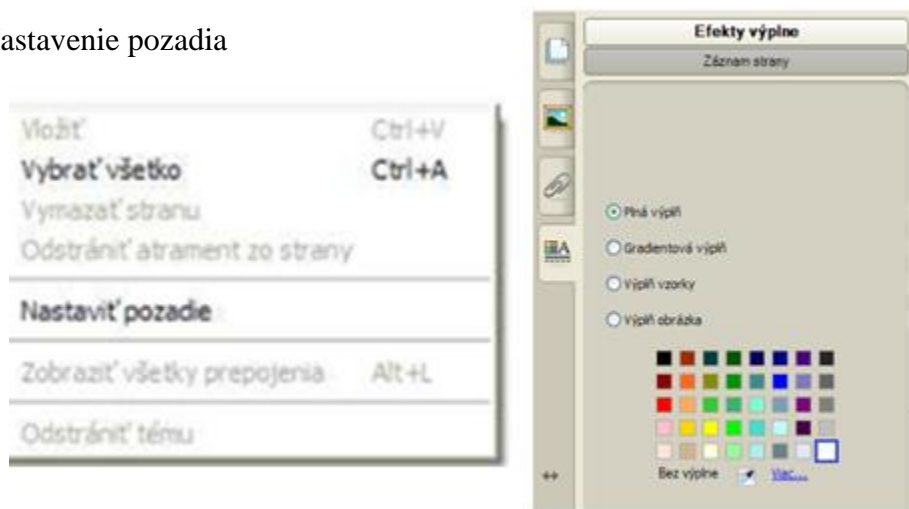 astavenie pozadia
Vložiť Ctrl+V
Vybrať všetko Ctrl+A
Vymazať stranu
Odstrániť atrament zo strany
Nastaviť pozadie
Zobraziť všetky prepojenia Alt+L
Odstrániť tému
Efekty výplne
Záznam strany
Plná výplň
Gradentová výplň
Výplň vzorky
Výplň obrázka
Bez výplne Viac...